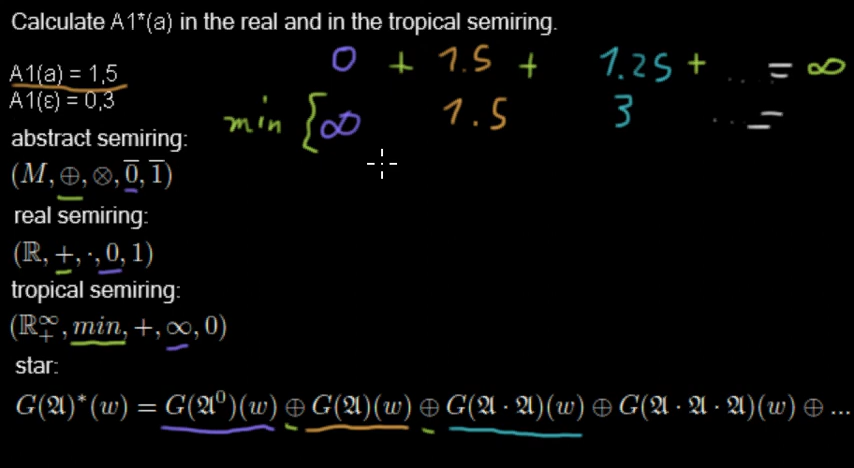 Calculate A1*(a) in the real and in the tropical semiring.
0 + 1.5 + 1.25 + ... = ∞
A1(a) = 1,5
A1(ε) = 0,3
min { ∞ 1.5 3 ... =
abstract semiring:
(M, ⊕, ⊗, 0̅, 1̅)
real semiring:
(ℝ, +, ·, 0, 1)
tropical semiring:
(ℝ₊^∞, min, +, ∞, 0)
star:
G(𝔄)*(w) = G(𝔄⁰)(w) ⊕ G(𝔄)(w) ⊕ G(𝔄 · 𝔄)(w) ⊕ G(𝔄 · 𝔄 · 𝔄)(w) ⊕ ...